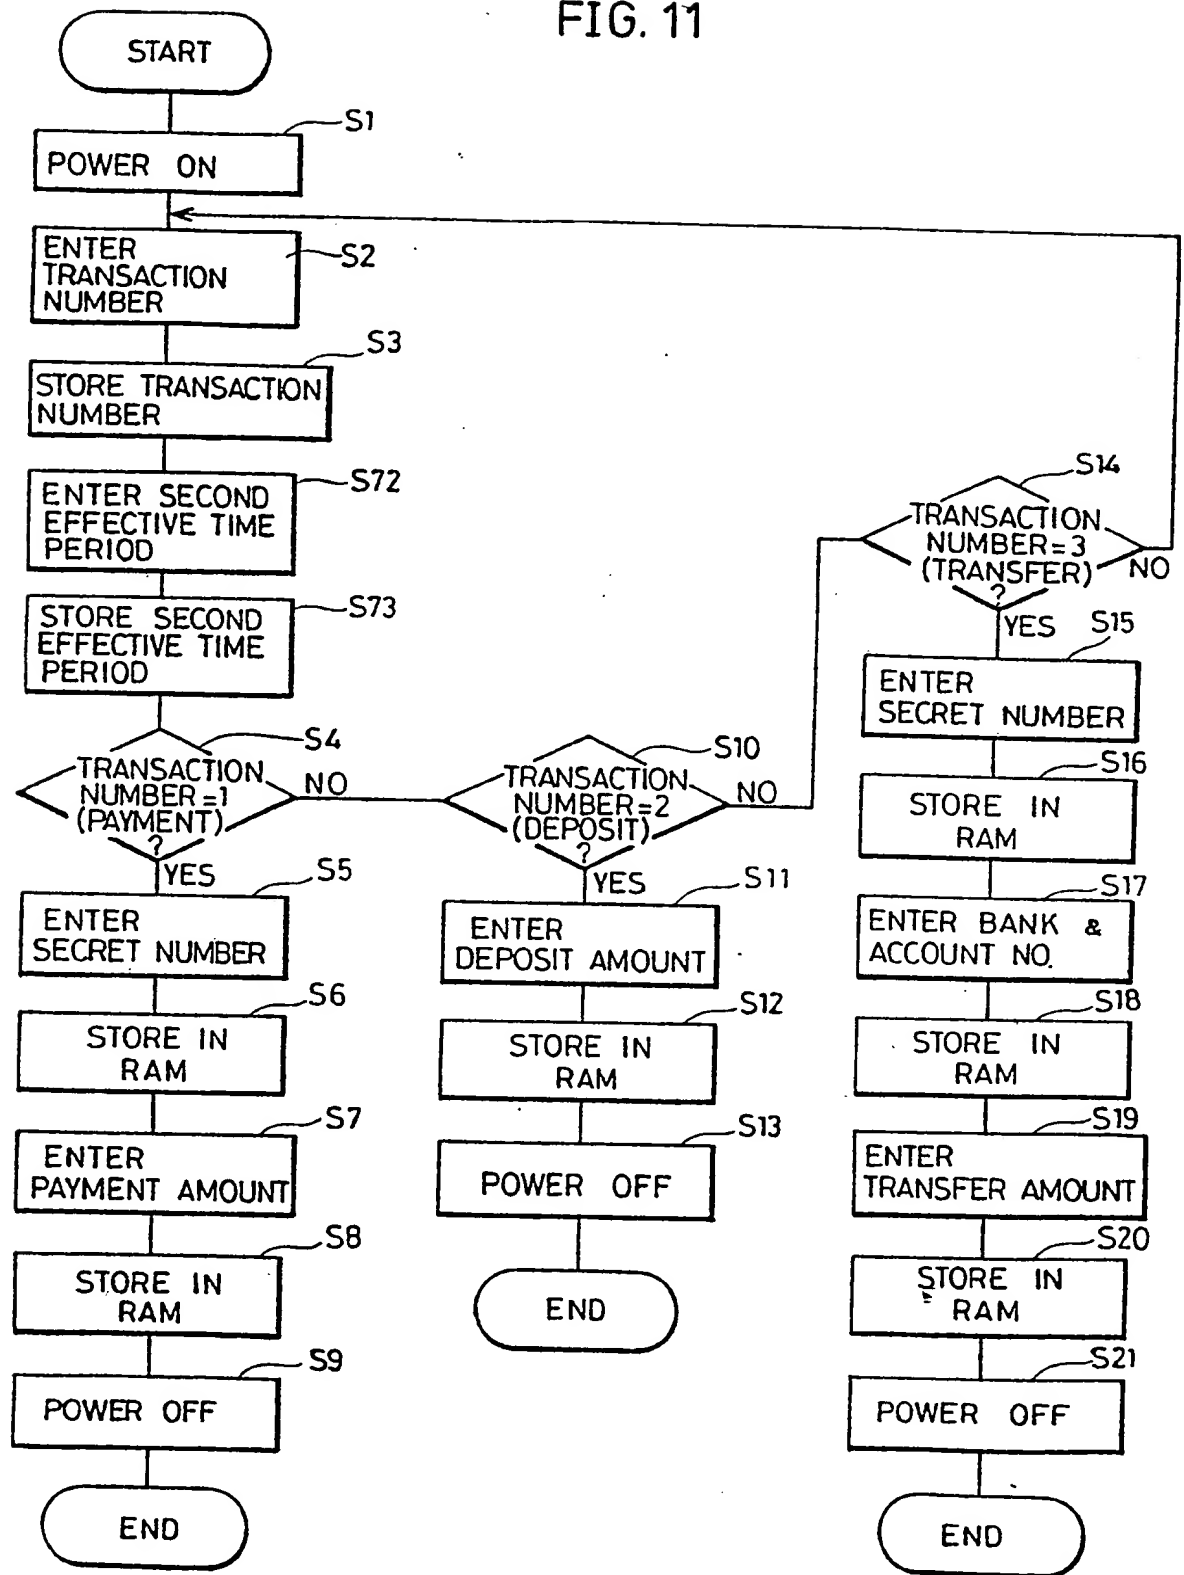 FIG. 11
START
S1
POWER ON
ENTER
TRANSACTION
NUMBER
S2
S3
STORE TRANSACTION
NUMBER
S72
ENTER SECOND
EFFECTIVE TIME
PERIOD
S73
STORE SECOND
EFFECTIVE TIME
PERIOD
S4
TRANSACTION
NUMBER=1
(PAYMENT)
?
NO
YES
S5
ENTER
SECRET NUMBER
S6
STORE IN
RAM
S7
ENTER
PAYMENT AMOUNT
S8
STORE IN
RAM
S9
POWER OFF
END
S10
TRANSACTION
NUMBER=2
(DEPOSIT)
?
NO
YES
S11
ENTER
DEPOSIT AMOUNT
S12
STORE IN
RAM
S13
POWER OFF
END
S14
TRANSACTION
NUMBER=3
(TRANSFER)
?
NO
YES
S15
ENTER
SECRET NUMBER
S16
STORE IN
RAM
S17
ENTER BANK &
ACCOUNT NO.
S18
STORE IN
RAM
S19
ENTER
TRANSFER AMOUNT
S20
STORE IN
RAM
S21
POWER OFF
END